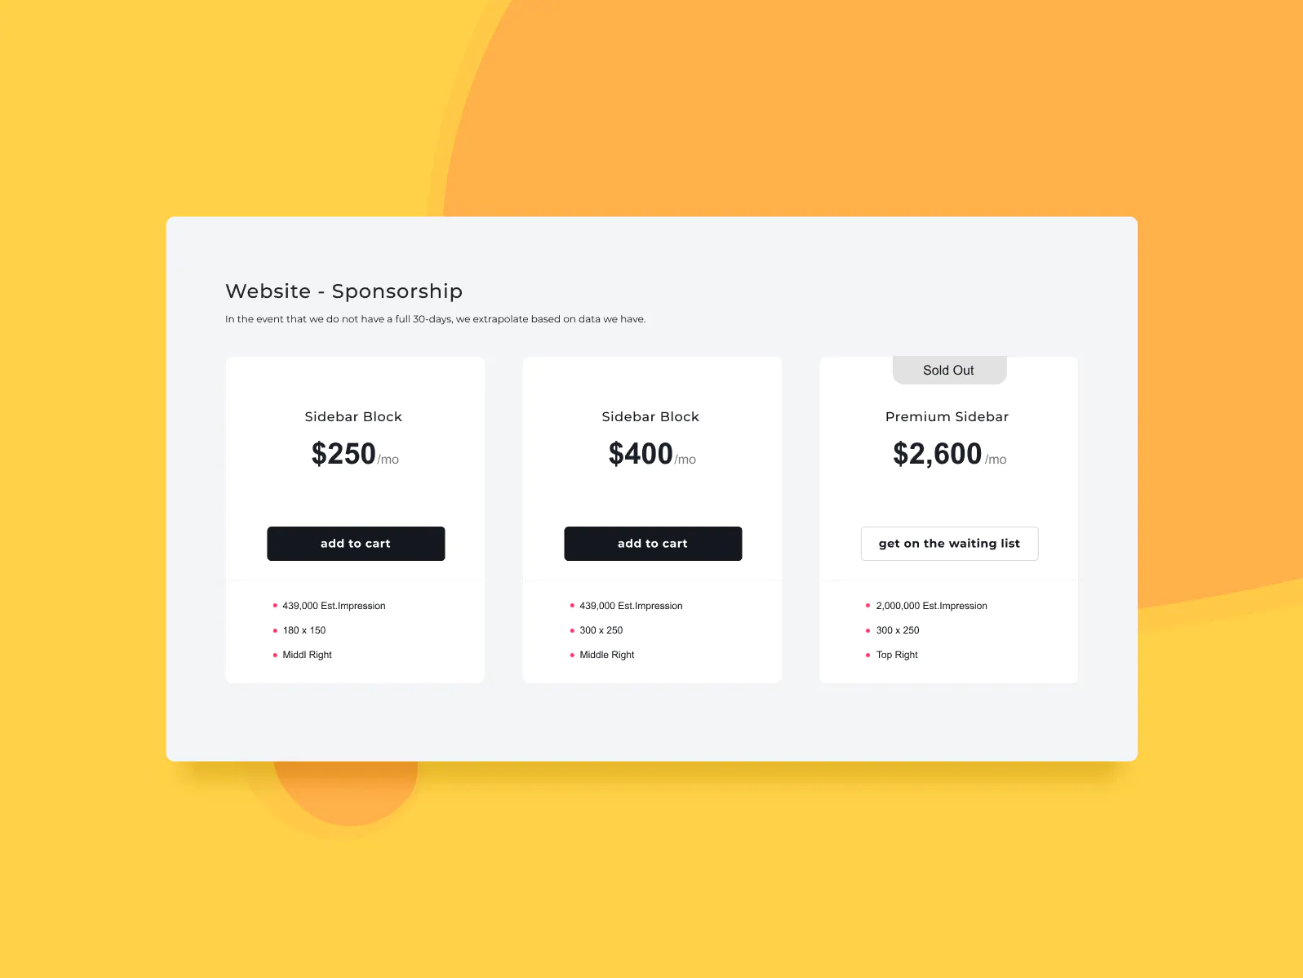 Website - Sponsorship
In the event that we do not have a full 30-days, we extrapolate based on data we have.
Sidebar Block
$250/mo
add to cart
439,000 Est.Impression
180 x 150
Middl Right
Sidebar Block
$400/mo
add to cart
439,000 Est.Impression
300 x 250
Middle Right
Sold Out
Premium Sidebar
$2,600/mo
get on the waiting list
2,000,000 Est.Impression
300 x 250
Top Right